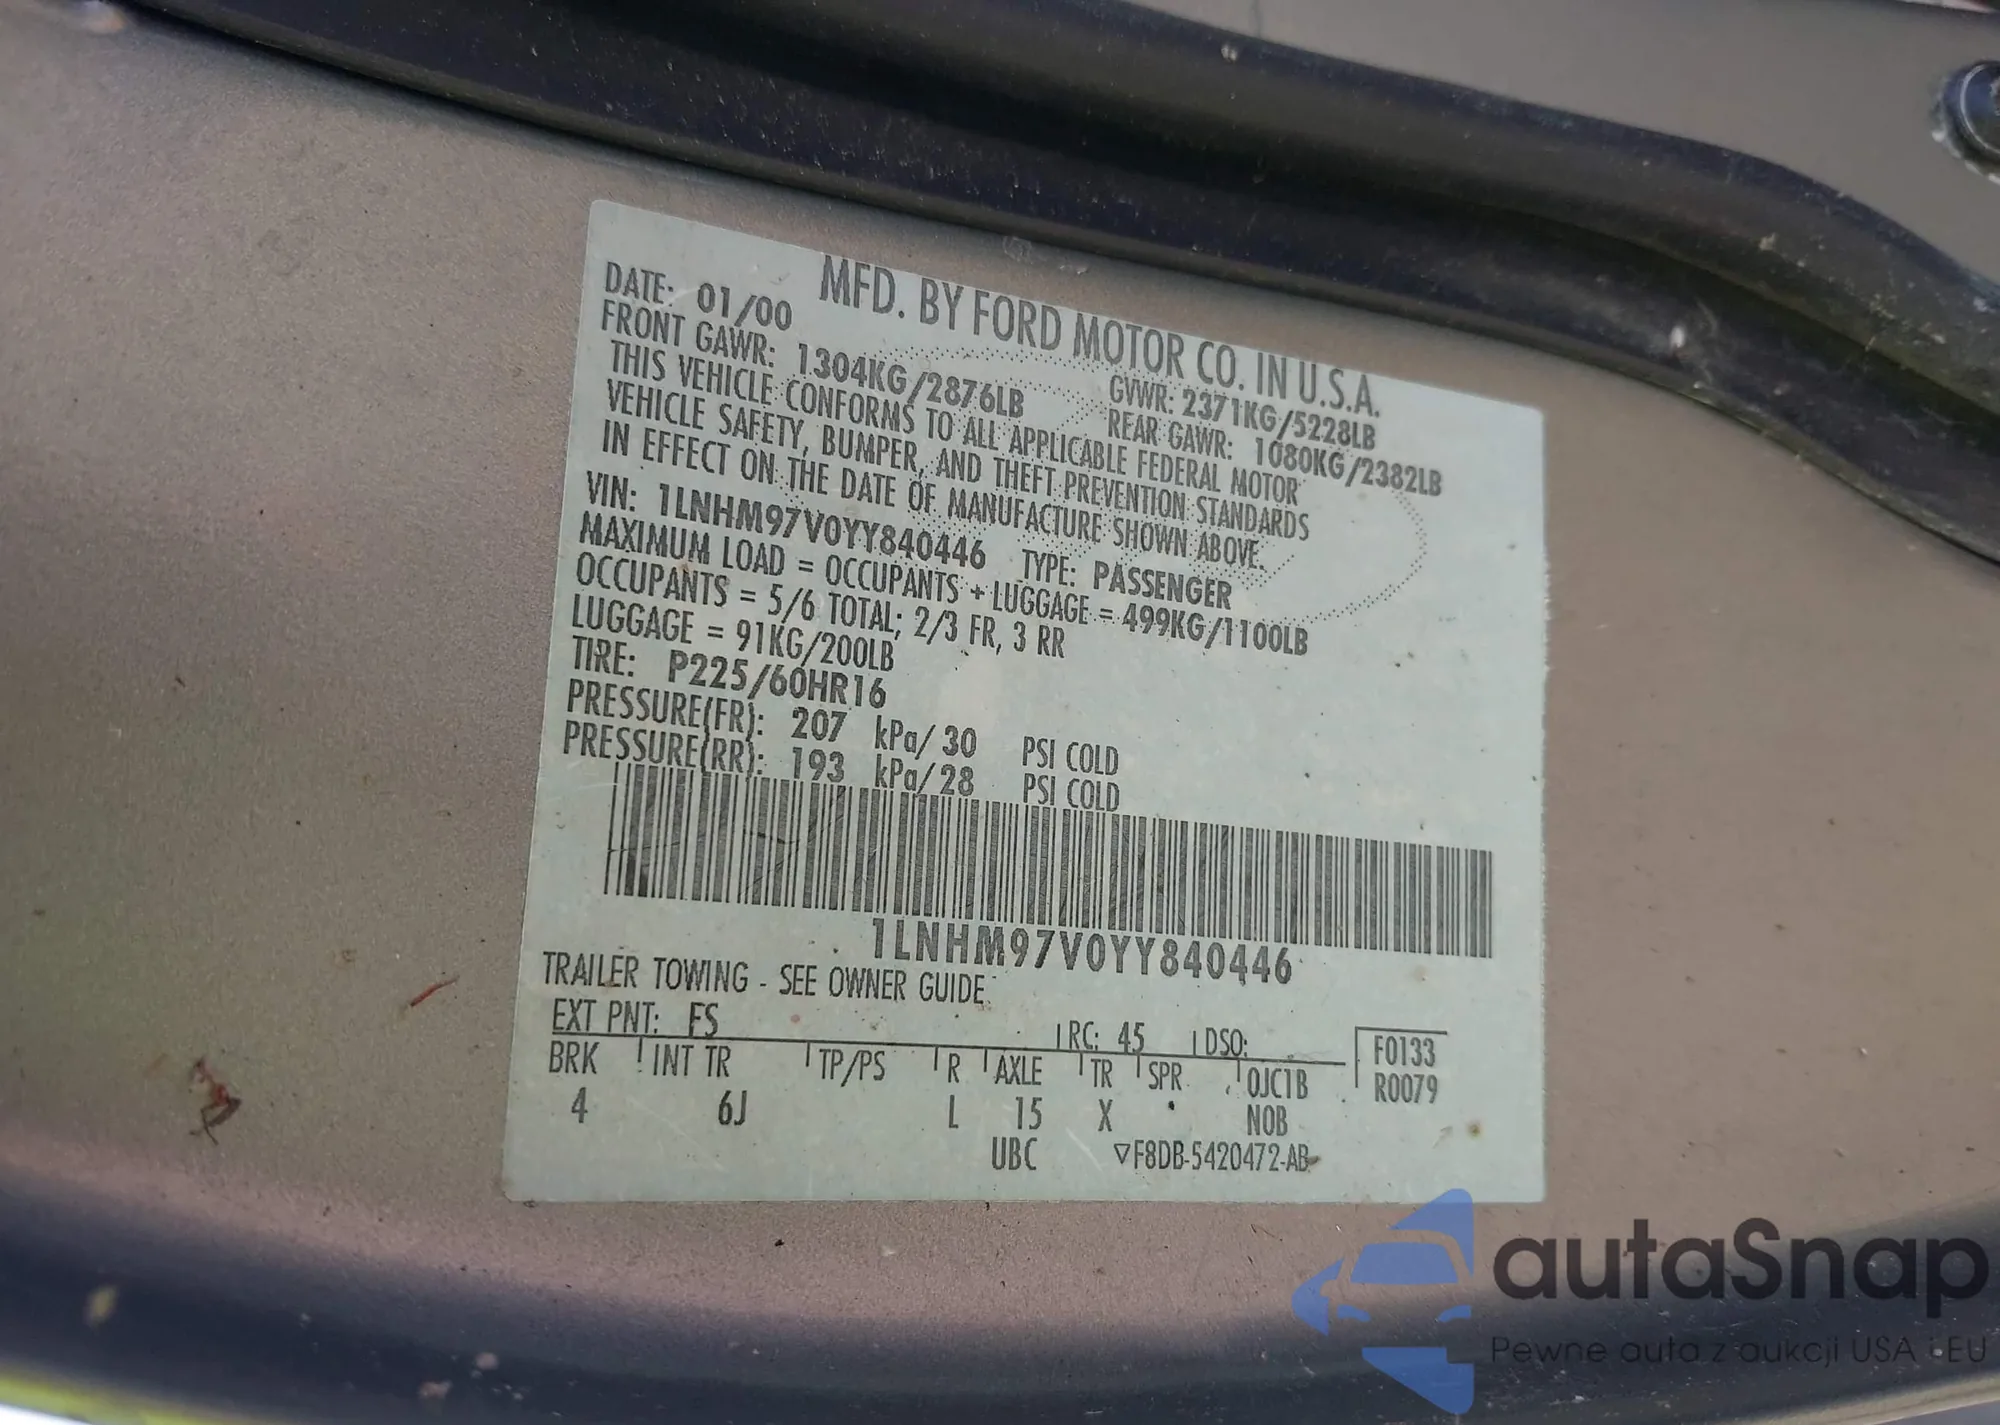 MFD. BY FORD MOTOR CO. IN U.S.A.
DATE: 01/00 GVWR: 2371KG/5228LB
FRONT GAWR: 1304KG/2876LB REAR GAWR: 1080KG/2382LB
THIS VEHICLE CONFORMS TO ALL APPLICABLE FEDERAL MOTOR
VEHICLE SAFETY, BUMPER, AND THEFT PREVENTION STANDARDS
IN EFFECT ON THE DATE OF MANUFACTURE SHOWN ABOVE.
VIN: 1LNHM97V0YY840446 TYPE: PASSENGER
MAXIMUM LOAD = OCCUPANTS + LUGGAGE = 499KG/1100LB
OCCUPANTS = 5/6 TOTAL; 2/3 FR, 3 RR
LUGGAGE = 91KG/200LB
TIRE: P225/60HR16
PRESSURE(FR): 207 kPa/ 30 PSI COLD
PRESSURE(RR): 193 kPa/ 28 PSI COLD
1LNHM97V0YY840446
TRAILER TOWING - SEE OWNER GUIDE
EXT PNT: FS RC: 45 DSO: F0133
BRK INT TR TP/PS R AXLE TR SPR OJC1B R0079
4 6J L 15 X NOB
UBC ▽F8DB-5420472-AB
autaSnap
Pewne auta z aukcji USA i EU